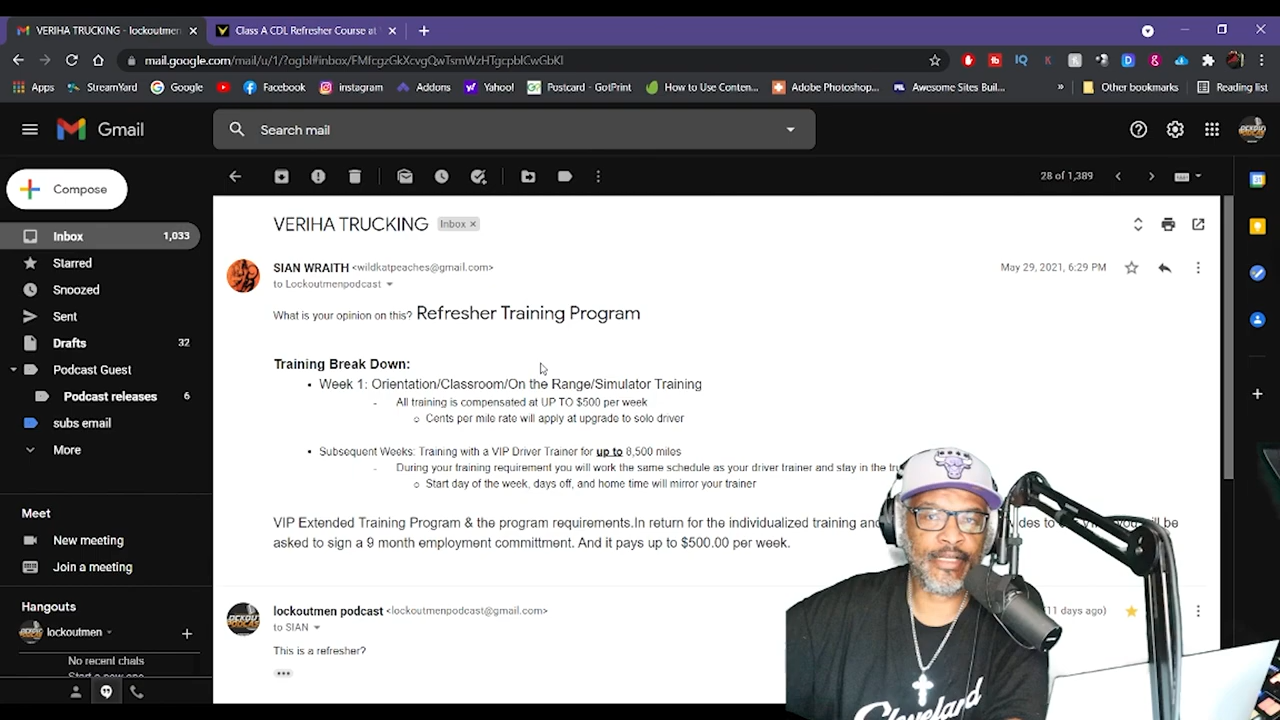 VERIHA TRUCKING - lockoutmen
Class A CDL Refresher Course at
mail.google.com/mail/u/1/?ogbl#inbox/FMfcgzGkXcvgQwTsmWzHTgcpblCwGbKl
Apps StreamYard Google Facebook instagram Addons Yahoo! Postcard - GotPrint How to Use Conten... Adobe Photoshop... Awesome Sites Buil... » Other bookmarks Reading list
Gmail
Search mail
Compose
28 of 1,389
Inbox 1,033
Starred
Snoozed
Sent
Drafts 32
Podcast Guest
Podcast releases 6
subs email
More
Meet
New meeting
Join a meeting
Hangouts
lockoutmen
No recent chats
Start a new one
VERIHA TRUCKING Inbox x
SIAN WRAITH <wildkatpeaches@gmail.com> May 29, 2021, 6:29 PM
to Lockoutmenpodcast
What is your opinion on this? Refresher Training Program
Training Break Down:
• Week 1: Orientation/Classroom/On the Range/Simulator Training
- All training is compensated at UP TO $500 per week
o Cents per mile rate will apply at upgrade to solo driver
• Subsequent Weeks: Training with a VIP Driver Trainer for up to 8,500 miles
- During your training requirement you will work the same schedule as your driver trainer and stay in the
o Start day of the week, days off, and home time will mirror your trainer
VIP Extended Training Program & the program requirements.In return for the individualized training and be
asked to sign a 9 month employment committment. And it pays up to $500.00 per week.
lockoutmen podcast <lockoutmenpodcast@gmail.com> (11 days ago)
to SIAN
This is a refresher?
Cleveland